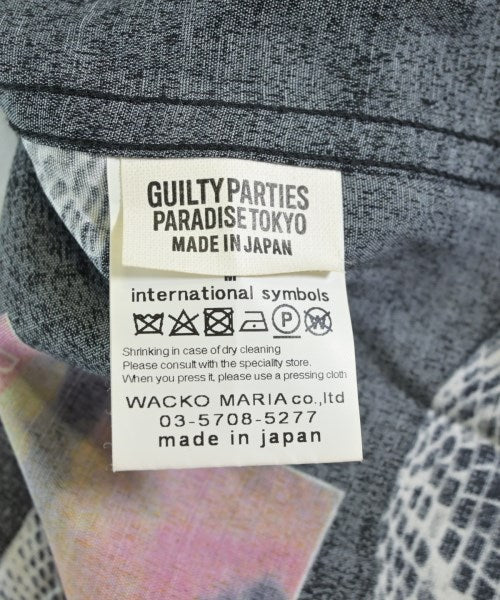 GUILTY PARTIES
PARADISE TOKYO
MADE IN JAPAN
M
international symbols
P W
Shrinking in case of dry cleaning
Please consult with the speciality store.
When you press it, please use a pressing cloth
WACKO MARIA co.,ltd
03-5708-5277
made in japan